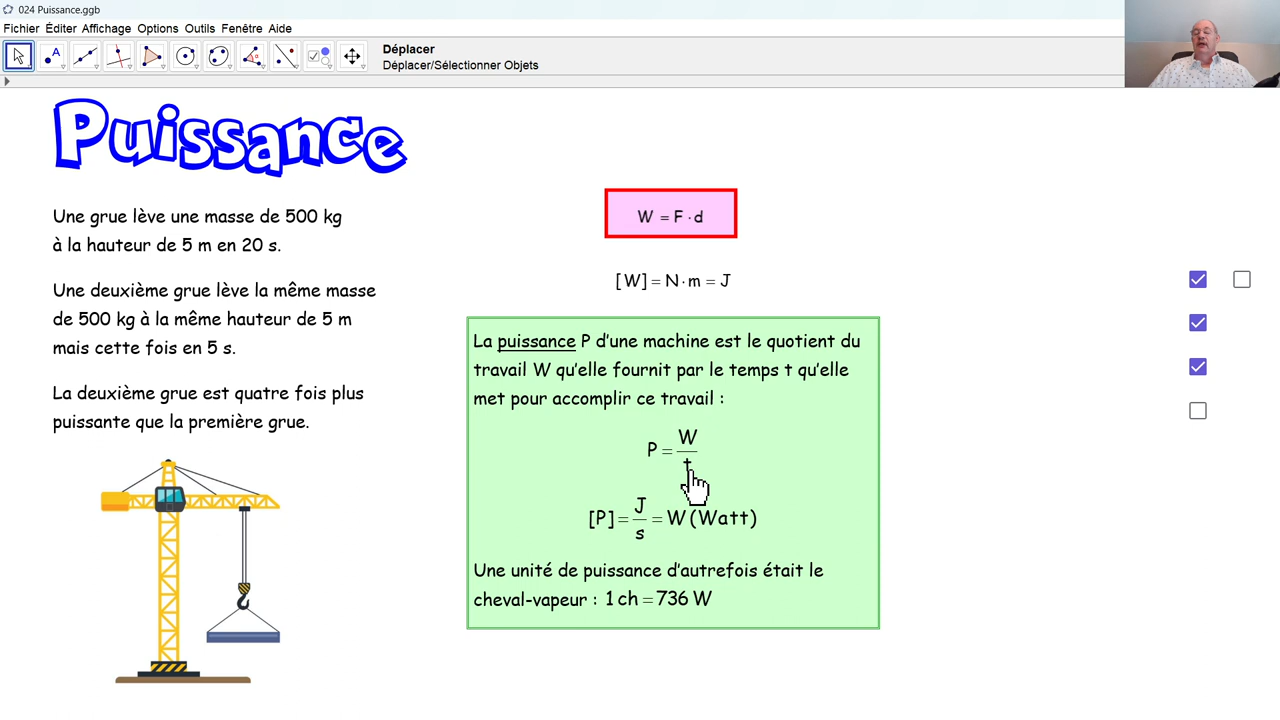 024 Puissance.ggb
Fichier Éditer Affichage Options Outils Fenêtre Aide
A
Déplacer
Déplacer/Sélectionner Objets
Puissance
Une grue lève une masse de 500 kg
à la hauteur de 5 m en 20 s.
Une deuxième grue lève la même masse
de 500 kg à la même hauteur de 5 m
mais cette fois en 5 s.
La deuxième grue est quatre fois plus
puissante que la première grue.
W = F · d
[W] = N · m = J
La puissance P d’une machine est le quotient du
travail W qu’elle fournit par le temps t qu’elle
met pour accomplir ce travail :
P = W/t
[P] = J/s = W (Watt)
Une unité de puissance d’autrefois était le
cheval-vapeur : 1 ch = 736 W